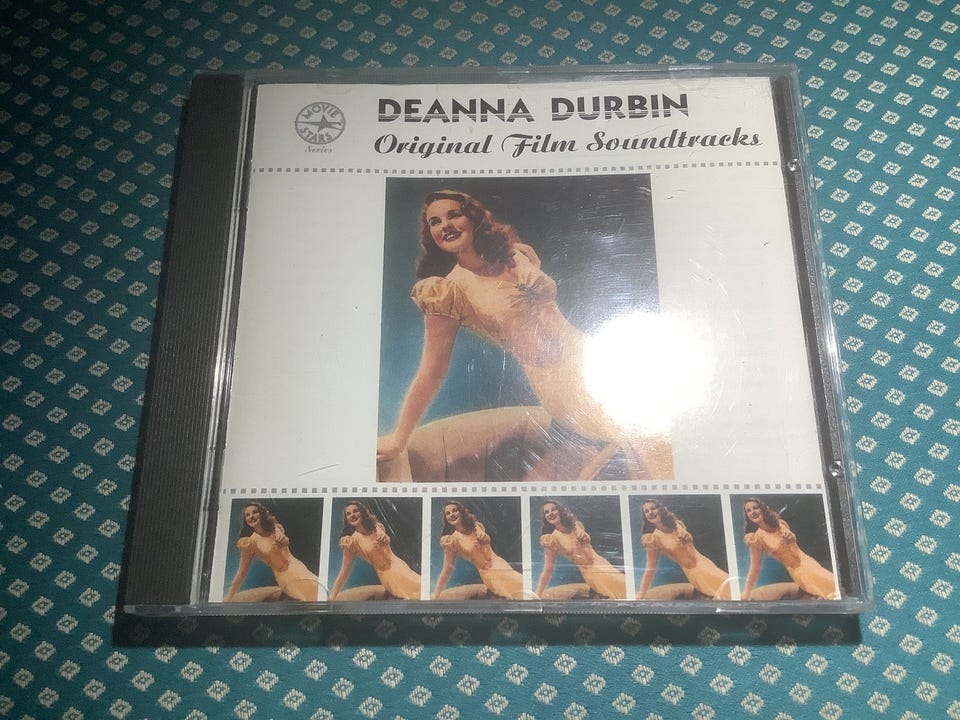 MOVIE
STARS
Series
DEANNA DURBIN
Original Film Soundtracks